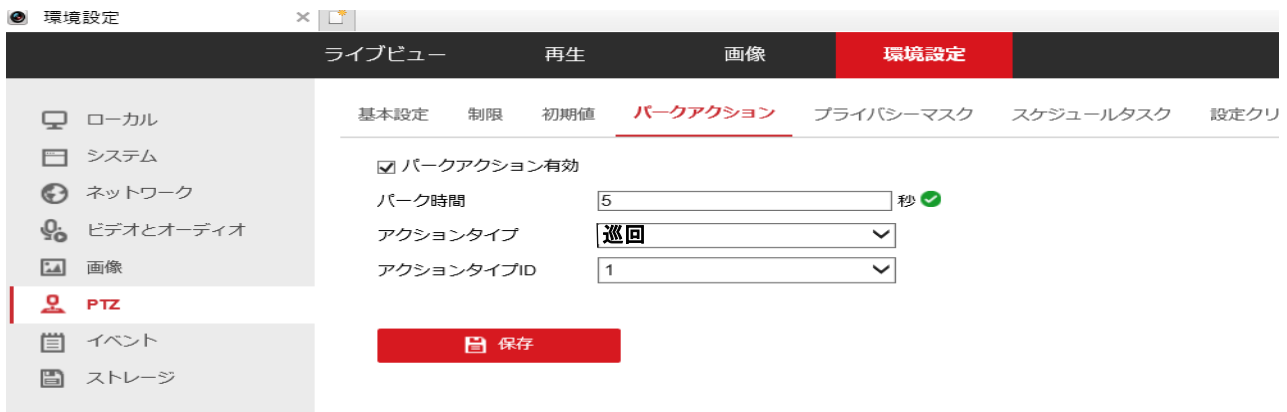 環境設定
ライブビュー 再生 画像 環境設定
ローカル
システム
ネットワーク
ビデオとオーディオ
画像
PTZ
イベント
ストレージ
基本設定 制限 初期値 パークアクション プライバシーマスク スケジュールタスク 設定クリ
パークアクション有効
パーク時間 5 秒
アクションタイプ 巡回
アクションタイプID 1
保存